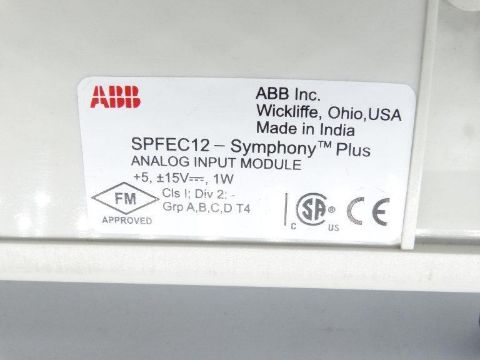 ABB
ABB Inc.
Wickliffe, Ohio,USA
Made in India
SPFEC12 – Symphony™ Plus
ANALOG INPUT MODULE
+5, ±15V⎓, 1W
FM
APPROVED
Cls I; Div 2; -
Grp A,B,C,D T4
C SA US
CE